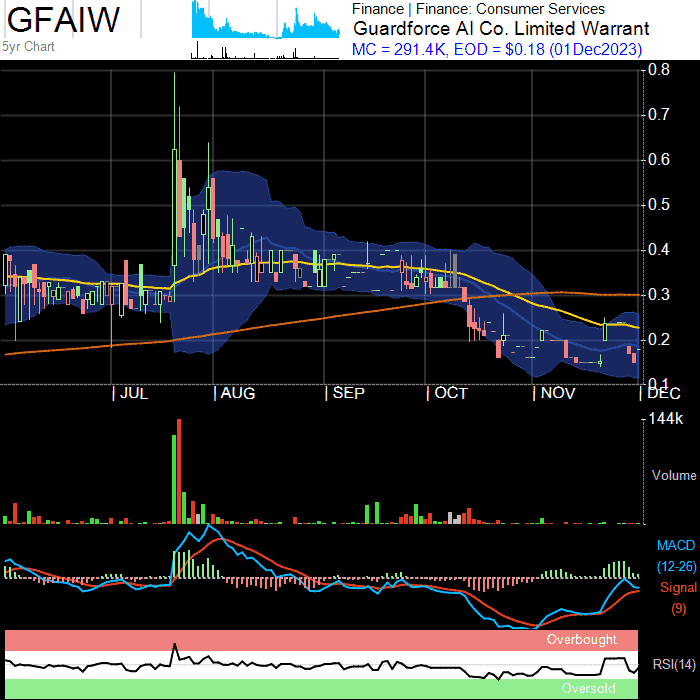 GFAIW
5yr Chart
Finance | Finance: Consumer Services
Guardforce AI Co. Limited Warrant
MC = 291.4K, EOD = $0.18 (01Dec2023)
0.8
0.7
0.6
0.5
0.4
0.3
0.2
0.1
JUL
AUG
SEP
OCT
NOV
DEC
144k
Volume
MACD
(12-26)
Signal
(9)
Overbought
RSI(14)
Oversold